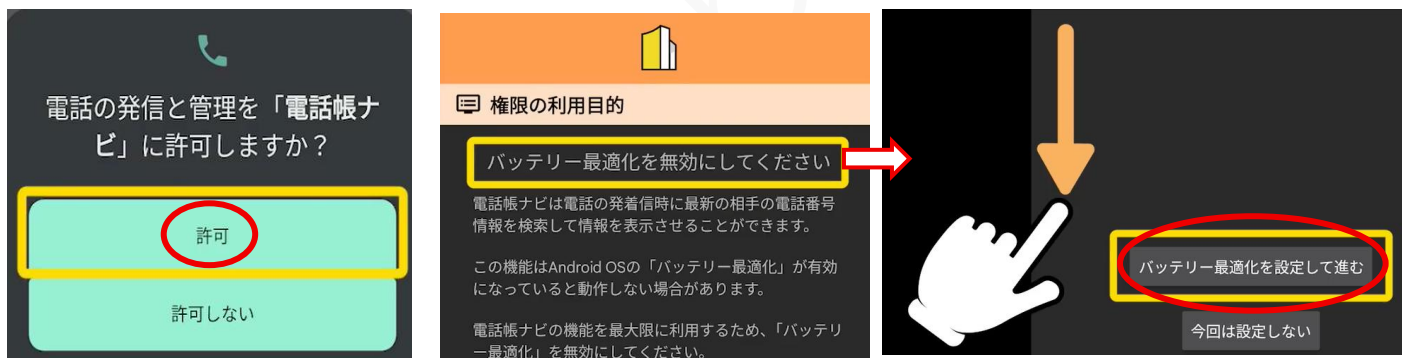 電話の発信と管理を「電話帳ナ
ビ」に許可しますか？
許可
許可しない
権限の利用目的
バッテリー最適化を無効にしてください
電話帳ナビは電話の発着信時に最新の相手の電話番号
情報を検索して情報を表示させることができます。
この機能はAndroid OSの「バッテリー最適化」が有効
になっていると動作しない場合があります。
電話帳ナビの機能を最大限に利用するため、「バッテリ
ー最適化」を無効にしてください。
バッテリー最適化を設定して進む
今回は設定しない